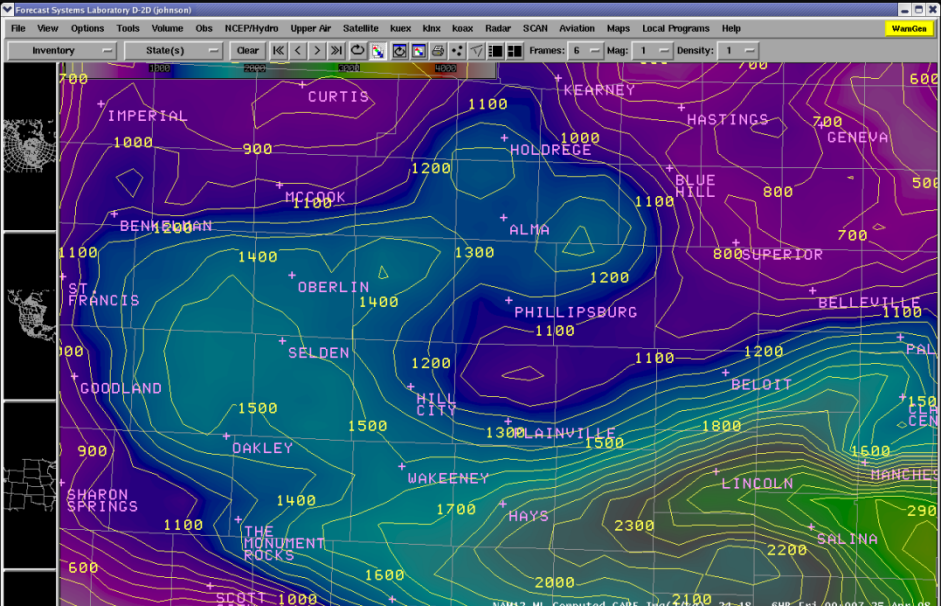 Forecast Systems Laboratory D-2D (johnson)
File View Options Tools Volume Obs NCEP/Hydro Upper Air Satellite kuex klnx koax Radar SCAN Aviation Maps Local Programs Help WarnGen
Inventory State(s) Clear Frames: 6 Mag: 1 Density: 1
1000 2000 3000 4000
700 700 600
CURTIS KEARNEY
IMPERIAL 1100 HASTINGS 700 GENEVA
1000 900 1000
HOLDREGE
1200 BLUE
HILL 500
MCCOOK 800
1100 1100
BENKELMAN ALMA 700
1200
1100 1400 1300 800 SUPERIOR
ST.
FRANCIS OBERLIN 1200
1400 BELLEVILLE
PHILLIPSBURG 1100
1100
SELDEN 1100 1200 PAL
1200
GOODLAND BELOIT
HILL
CITY
1500 1500 1800 150
CLA
CEN
1300 PLAINVILLE
900 OAKLEY 1500 1600
WAKEENEY MANCHES
LINCOLN
SHARON
SPRINGS 1400 1700 HAYS 290
1100 THE
MONUMENT
ROCKS 2300 SALINA
2200
600 1600 2000
SCOTT 1000 2100